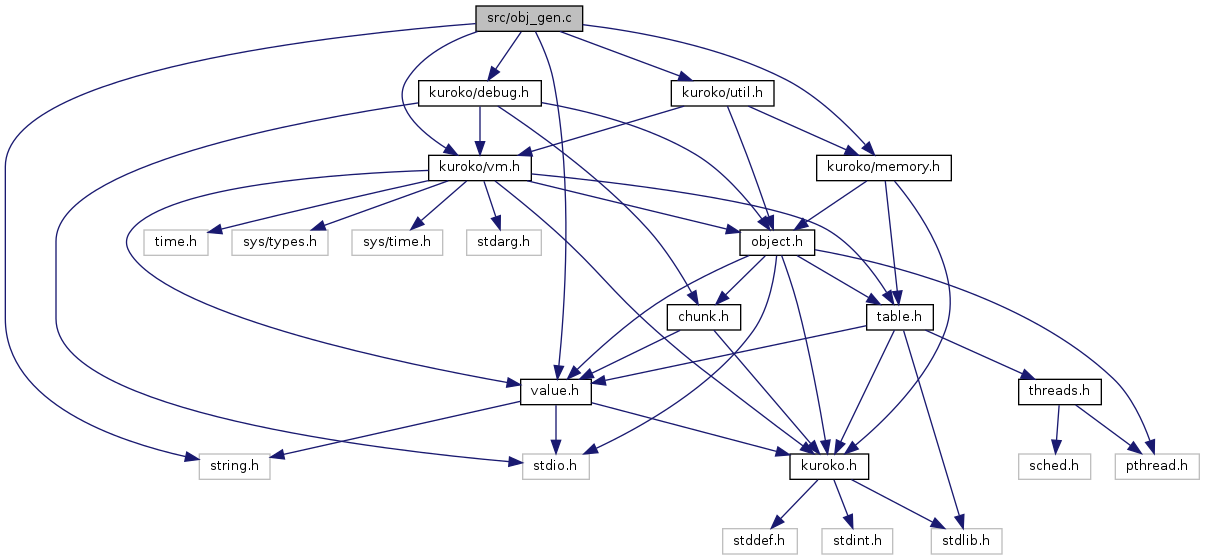 src/obj_gen.c
kuroko/debug.h
kuroko/util.h
kuroko/vm.h
kuroko/memory.h
time.h
sys/types.h
sys/time.h
stdarg.h
object.h
chunk.h
table.h
value.h
threads.h
string.h
stdio.h
kuroko.h
sched.h
pthread.h
stddef.h
stdint.h
stdlib.h